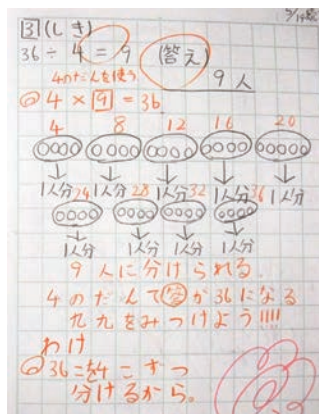 5/14
3 (しき)
36 ÷ 4 = 9 (答え)
9人
4のだんを使う
4 × 9 = 36
4 8 12 16 20
1人分 1人分 1人分 1人分 1人分
24 28 32 36
1人分 1人分 1人分 1人分
9人に分けられる
4のだんで答が36になる
九九をみつけよう!!!!
わけ
36こを4こずつ
分けるから。